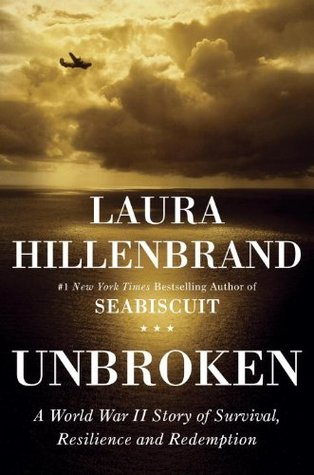 LAURA
HILLENBRAND
#1 New York Times Bestselling Author of
SEABISCUIT
UNBROKEN
A World War II Story of Survival,
Resilience and Redemption